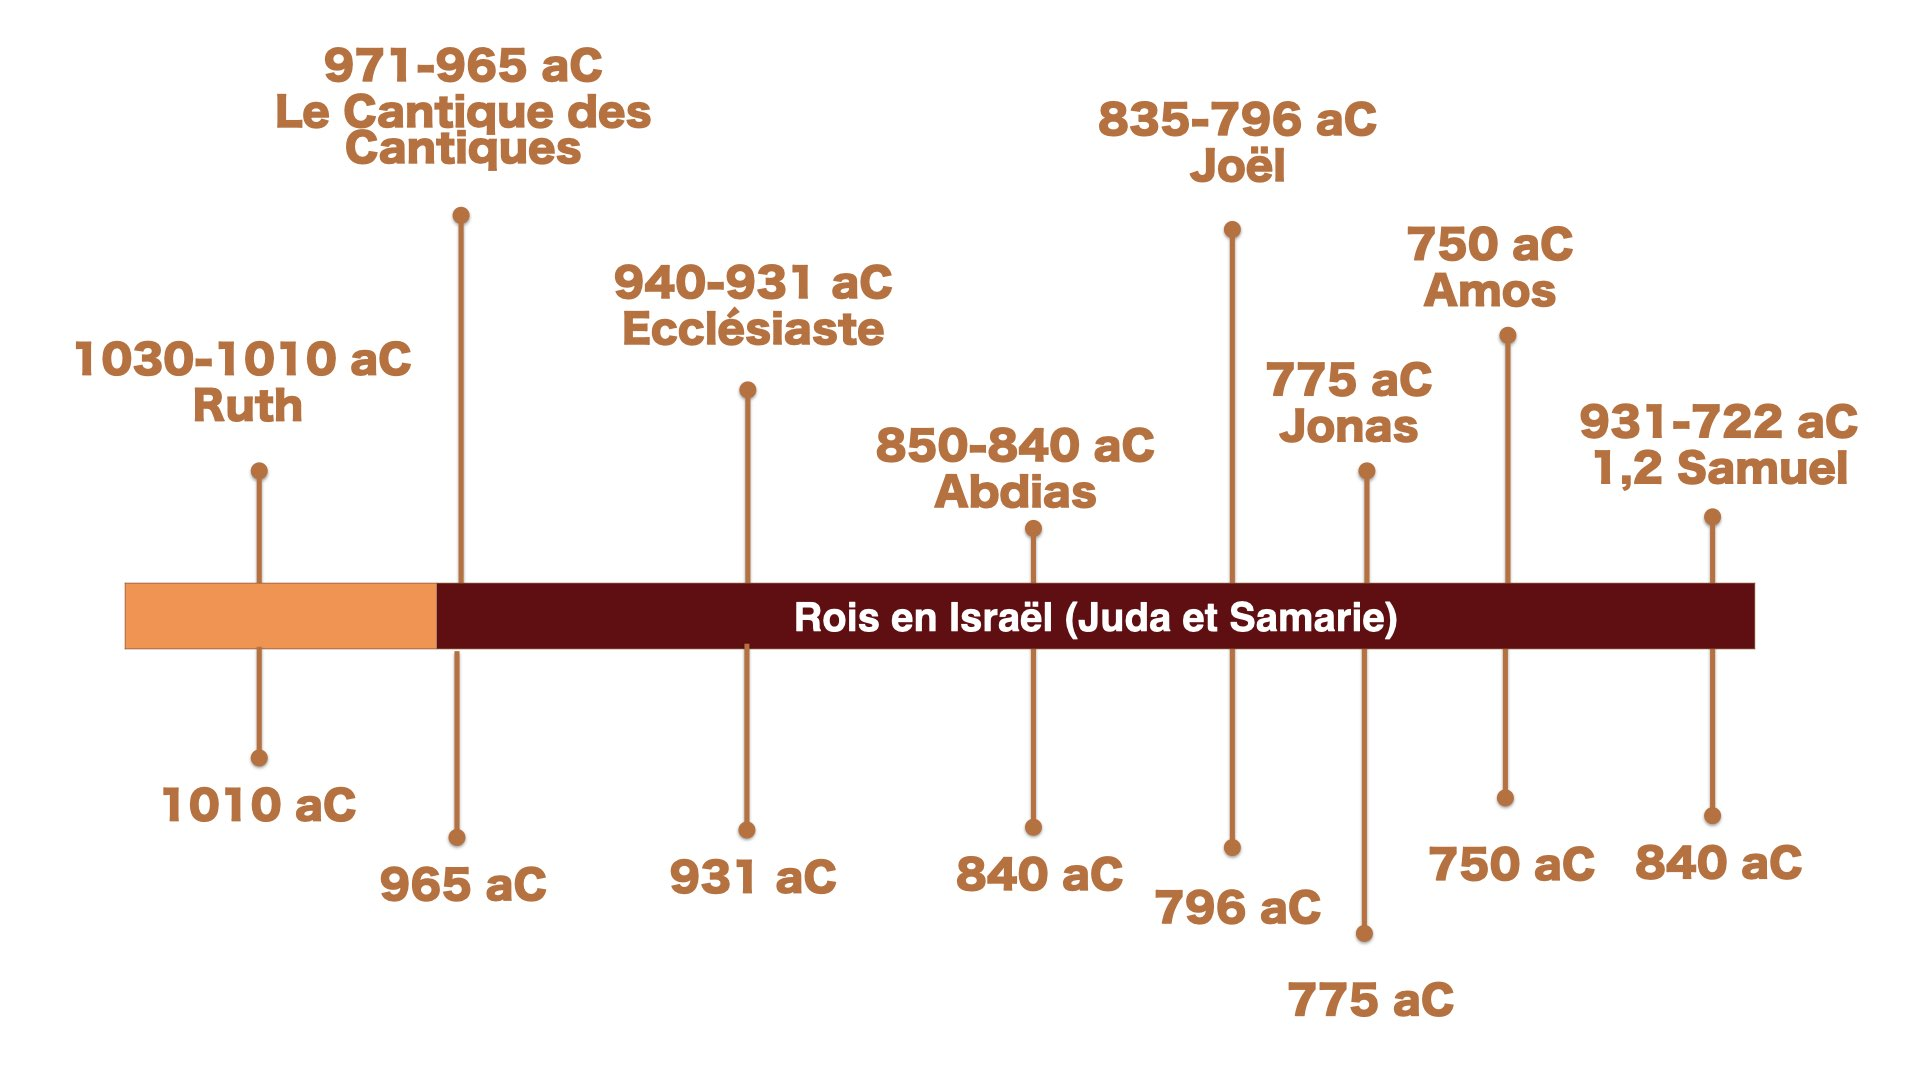 971-965 aC
Le Cantique des
Cantiques
835-796 aC
Joël
750 aC
Amos
940-931 aC
Ecclésiaste
1030-1010 aC
Ruth
775 aC
Jonas
931-722 aC
1,2 Samuel
850-840 aC
Abdias
Rois en Israël (Juda et Samarie)
1010 aC
965 aC
931 aC
840 aC
796 aC
775 aC
750 aC
840 aC